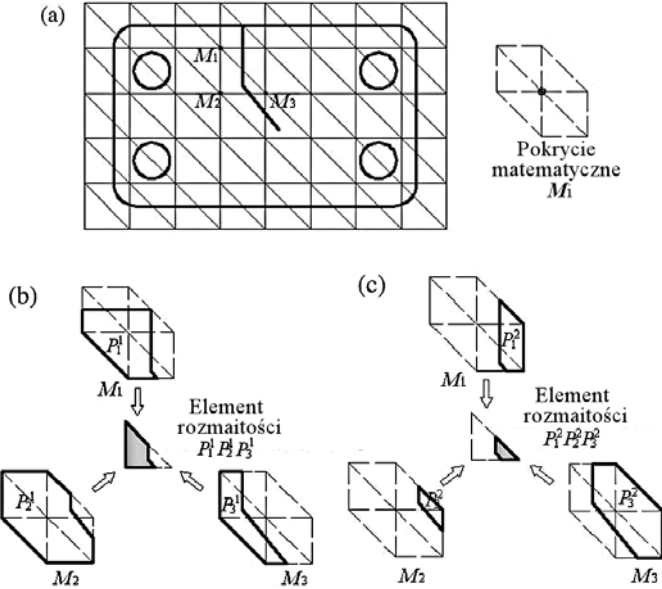 (a)
M₁
M₂
M₃
Pokrycie
matematyczne
M₁
(b)
P₁¹
M₁
Element
rozmaitości
P₁¹P₂¹P₃¹
P₂¹
M₂
P₃¹
M₃
(c)
P₁²
M₁
Element
rozmaitości
P₁²P₂²P₃²
P₂²
M₂
P₃²
M₃